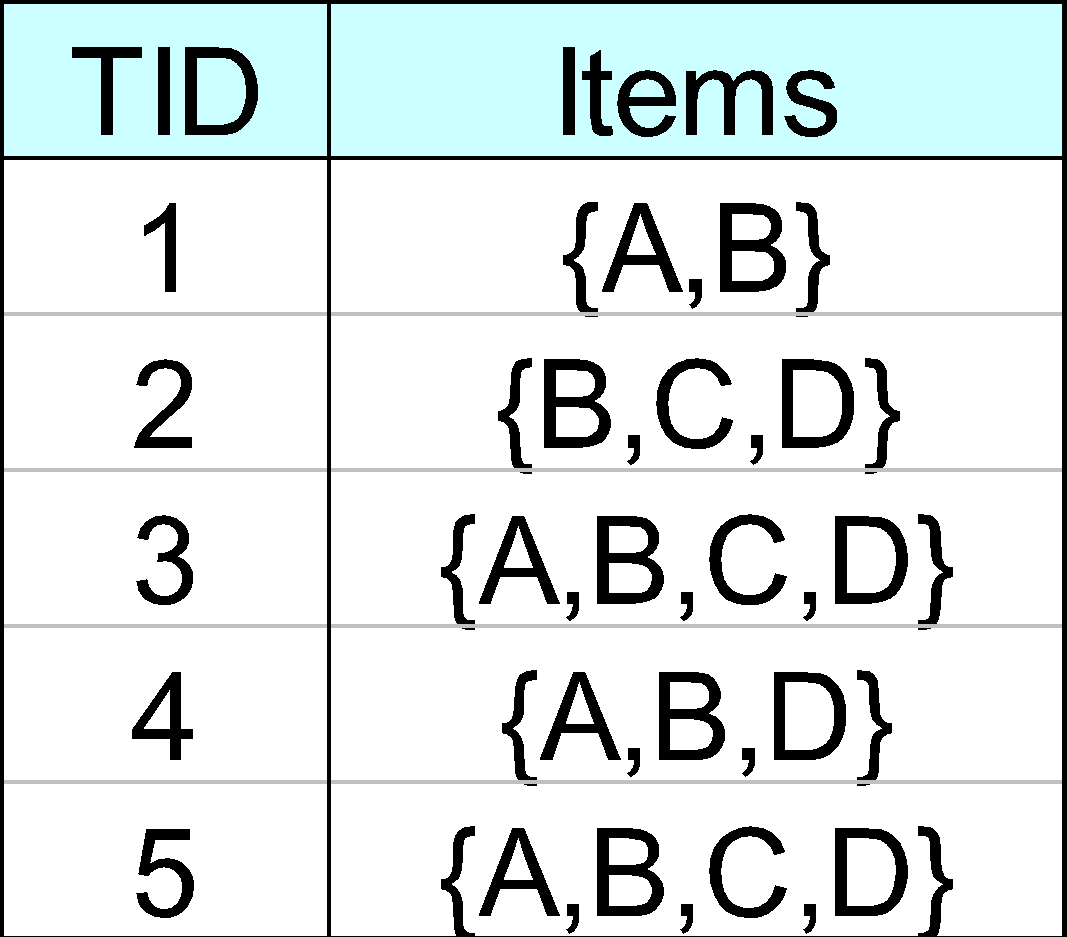 TID Items
1 {A,B}
2 {B,C,D}
3 {A,B,C,D}
4 {A,B,D}
5 {A,B,C,D}